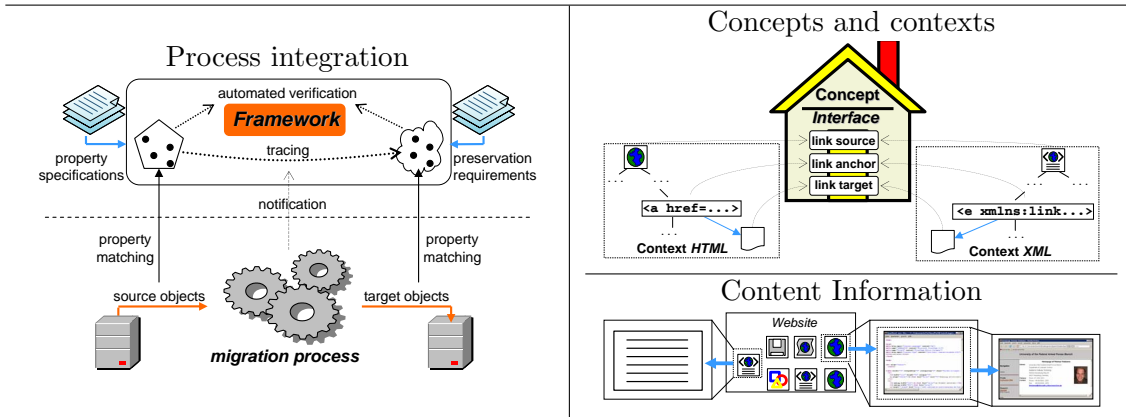 Process integration
automated verification
Framework
tracing
property
specifications
preservation
requirements
notification
property
matching
property
matching
source objects
target objects
migration process
Concepts and contexts
Concept
Interface
link source
link anchor
link target
...
...
<a href=...>
...
Context HTML
...
...
<e xmlns:link...>
...
Context XML
Content Information
Website